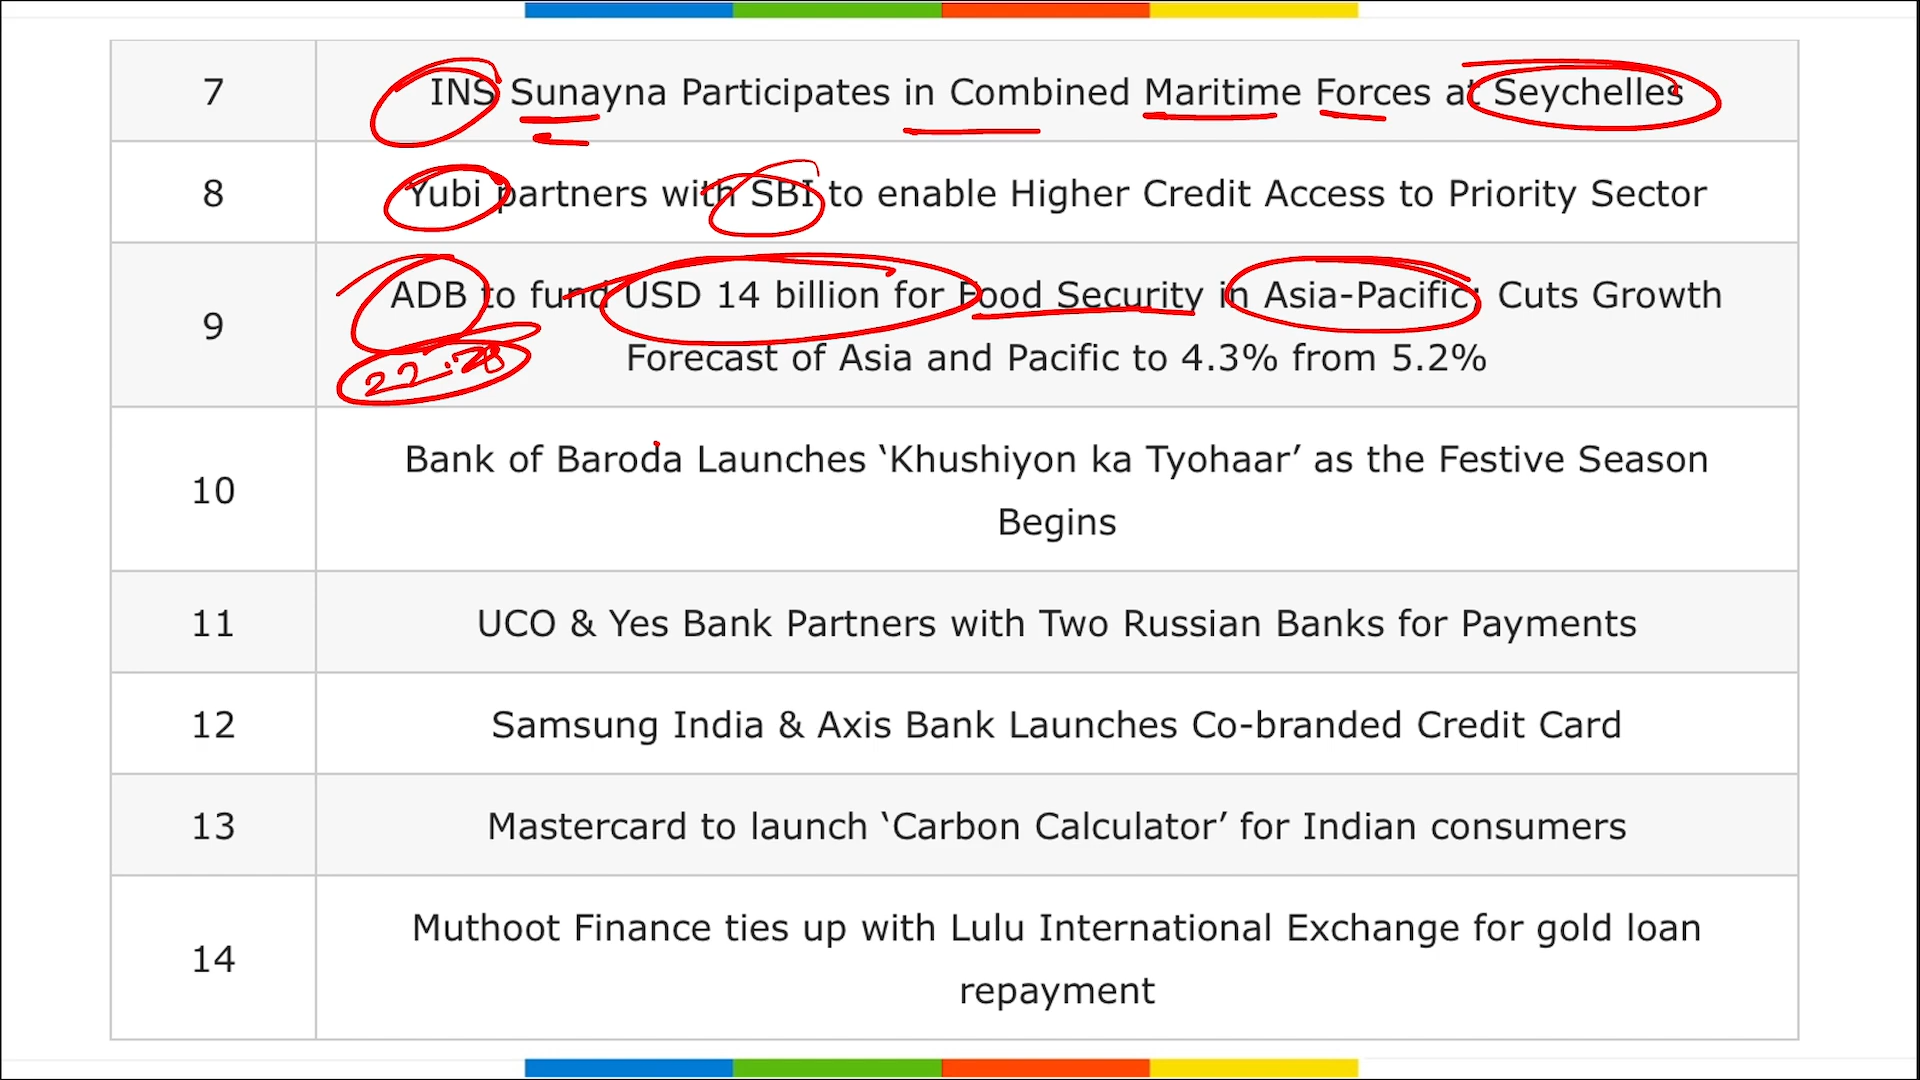 7
INS Sunayna Participates in Combined Maritime Forces at Seychelles
8
Yubi partners with SBI to enable Higher Credit Access to Priority Sector
9
ADB to fund USD 14 billion for Food Security in Asia-Pacific; Cuts Growth
Forecast of Asia and Pacific to 4.3% from 5.2%
10
Bank of Baroda Launches ‘Khushiyon ka Tyohaar’ as the Festive Season
Begins
11
UCO & Yes Bank Partners with Two Russian Banks for Payments
12
Samsung India & Axis Bank Launches Co-branded Credit Card
13
Mastercard to launch ‘Carbon Calculator’ for Indian consumers
14
Muthoot Finance ties up with Lulu International Exchange for gold loan
repayment